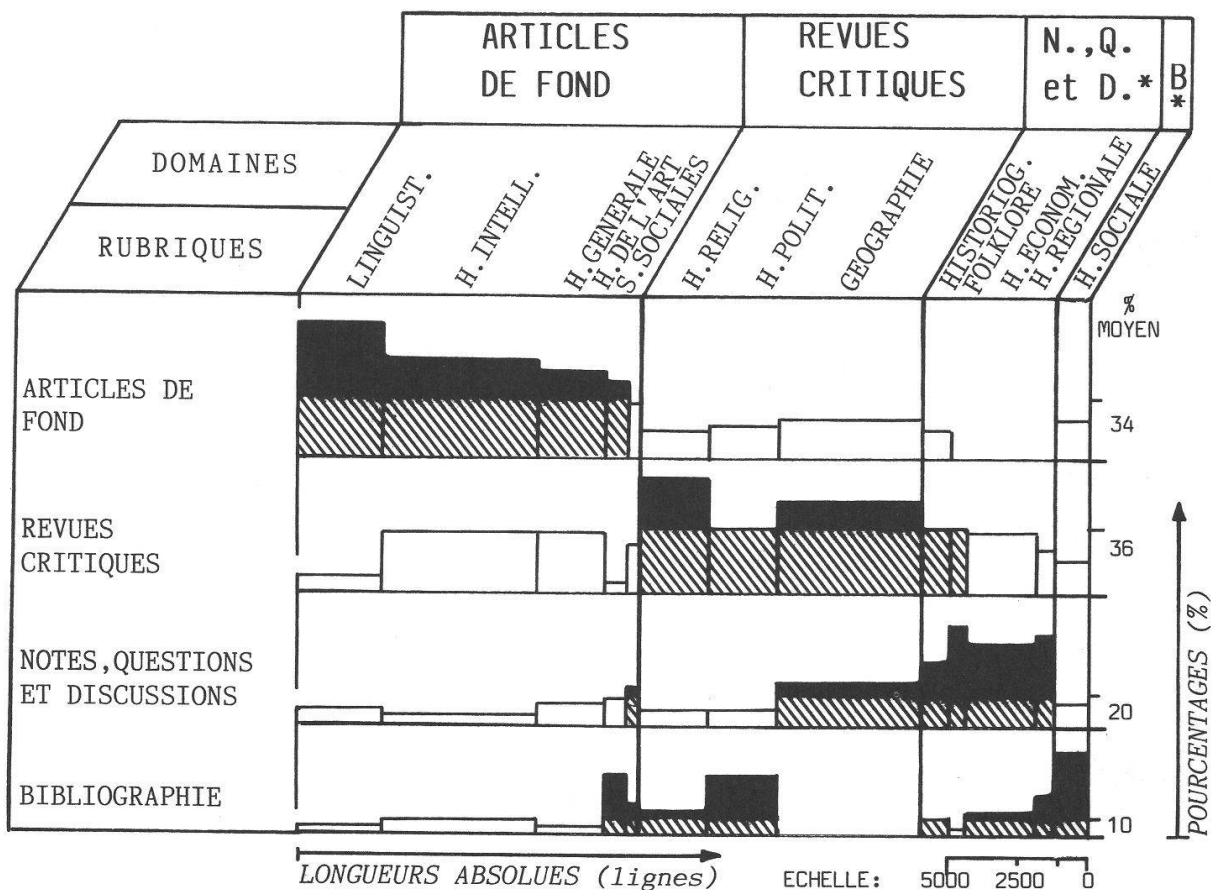 ARTICLES
DE FOND
REVUES
CRITIQUES
N.,Q.
et D.*
B
*
DOMAINES
RUBRIQUES
LINGUIST.
H.INTELL.
H.GENERALE
H.DE L'ART
S.SOCIALES
H.RELIG.
H.POLIT.
GEOGRAPHIE
HISTORIOG.
FOLKLORE
H.ECONOM.
H.REGIONALE
H.SOCIALE
%
MOYEN
ARTICLES DE
FOND
34
REVUES
CRITIQUES
36
NOTES,QUESTIONS
ET DISCUSSIONS
20
BIBLIOGRAPHIE
10
POURCENTAGES (%)
LONGUEURS ABSOLUES (lignes)
ECHELLE: 5000 2500 0